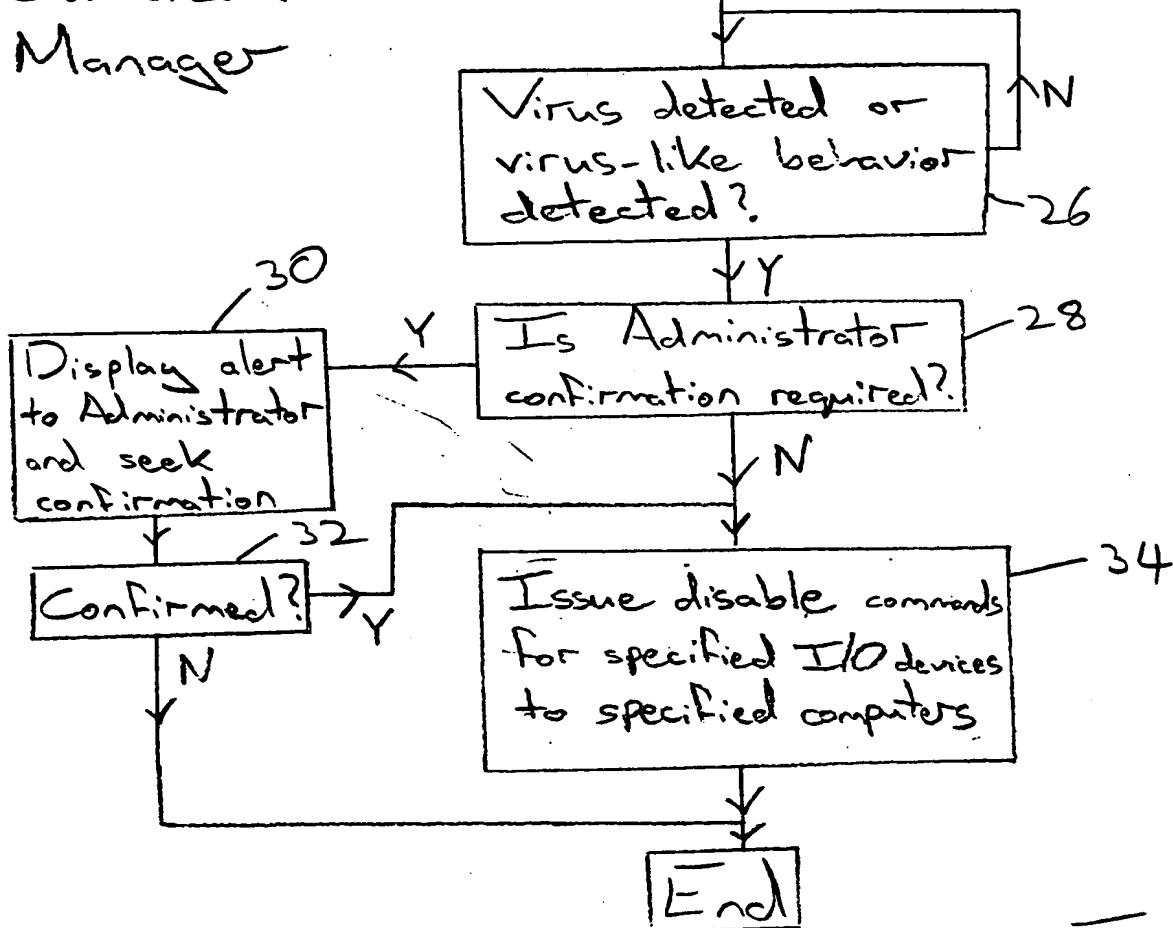 Manager
Virus detected or
virus-like behavior
detected?
N
26
Y
Is Administrator
confirmation required?
28
Y
30
Display alert
to Administrator
and seek
confirmation
N
32
Confirmed?
Y
N
34
Issue disable commands
for specified I/O devices
to specified computers
End